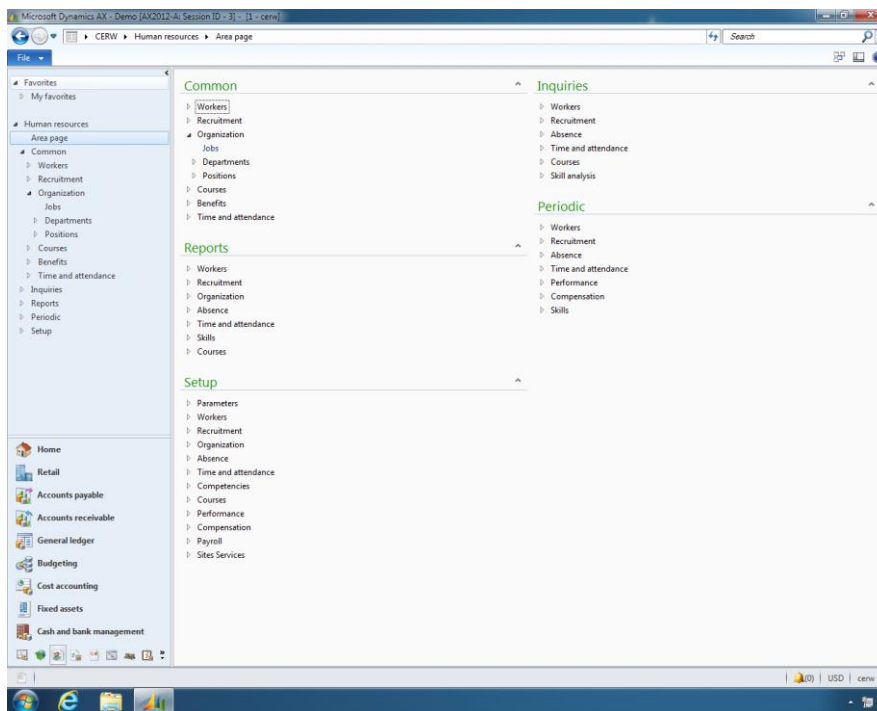 Microsoft Dynamics AX - Demo [AX2012-A: Session ID - 3] - [1 - cerw]
CERW Human resources Area page
Search
File
Favorites
My favorites
Human resources
Area page
Common
Workers
Recruitment
Organization
Jobs
Departments
Positions
Courses
Benefits
Time and attendance
Inquiries
Reports
Periodic
Setup
Home
Retail
Accounts payable
Accounts receivable
General ledger
Budgeting
Cost accounting
Fixed assets
Cash and bank management
Common
Workers
Recruitment
Organization
Jobs
Departments
Positions
Courses
Benefits
Time and attendance
Reports
Workers
Recruitment
Organization
Absence
Time and attendance
Skills
Courses
Setup
Parameters
Workers
Recruitment
Organization
Absence
Time and attendance
Competencies
Courses
Performance
Compensation
Payroll
Sites Services
Inquiries
Workers
Recruitment
Absence
Time and attendance
Courses
Skill analysis
Periodic
Workers
Recruitment
Absence
Time and attendance
Performance
Compensation
Skills
(0) USD cerw